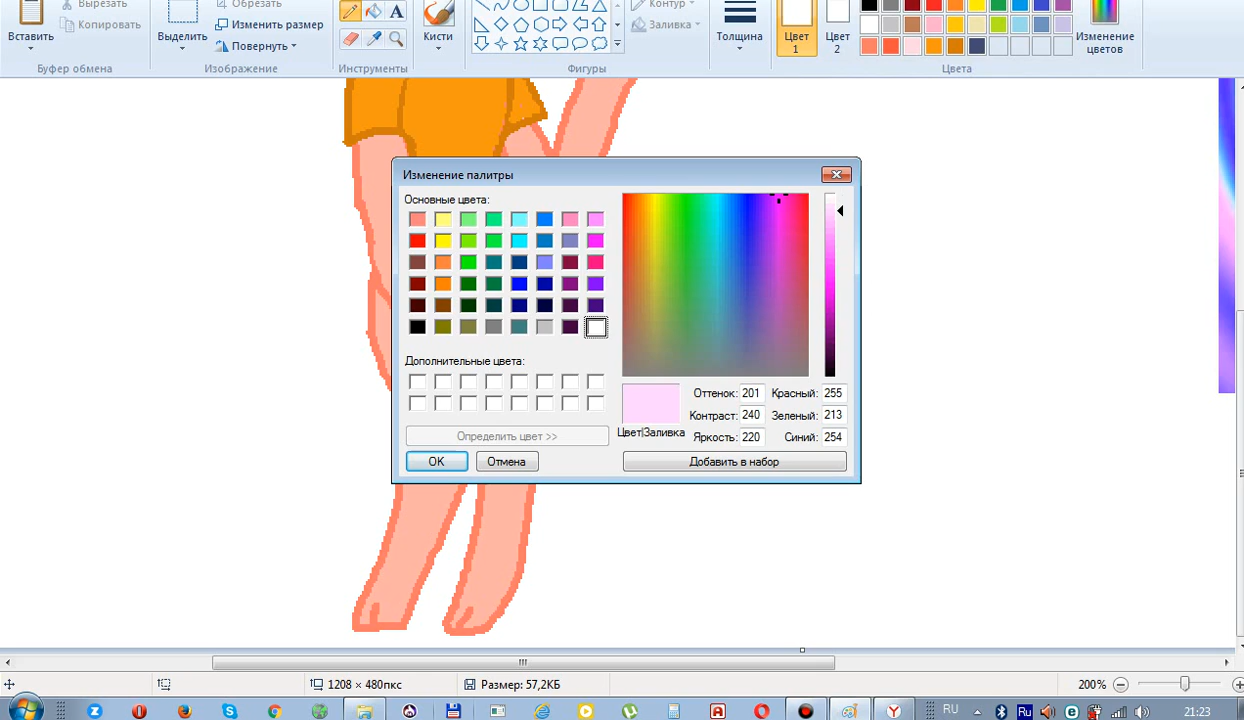 Вырезать
Копировать
Вставить
Буфер обмена
Обрезать
Изменить размер
Повернуть
Выделить
Изображение
A
Инструменты
Кисти
Контур
Заливка
Фигуры
Толщина
Цвет
1
Цвет
2
Изменение
цветов
Цвета
Изменение палитры
Основные цвета:
Дополнительные цвета:
Определить цвет >>
OK
Отмена
Оттенок: 201
Контраст: 240
Яркость: 220
Красный: 255
Зеленый: 213
Синий: 254
Цвет|Заливка
Добавить в набор
1208 × 480пкс
Размер: 57,2КБ
200%
RU
Ru
21:23